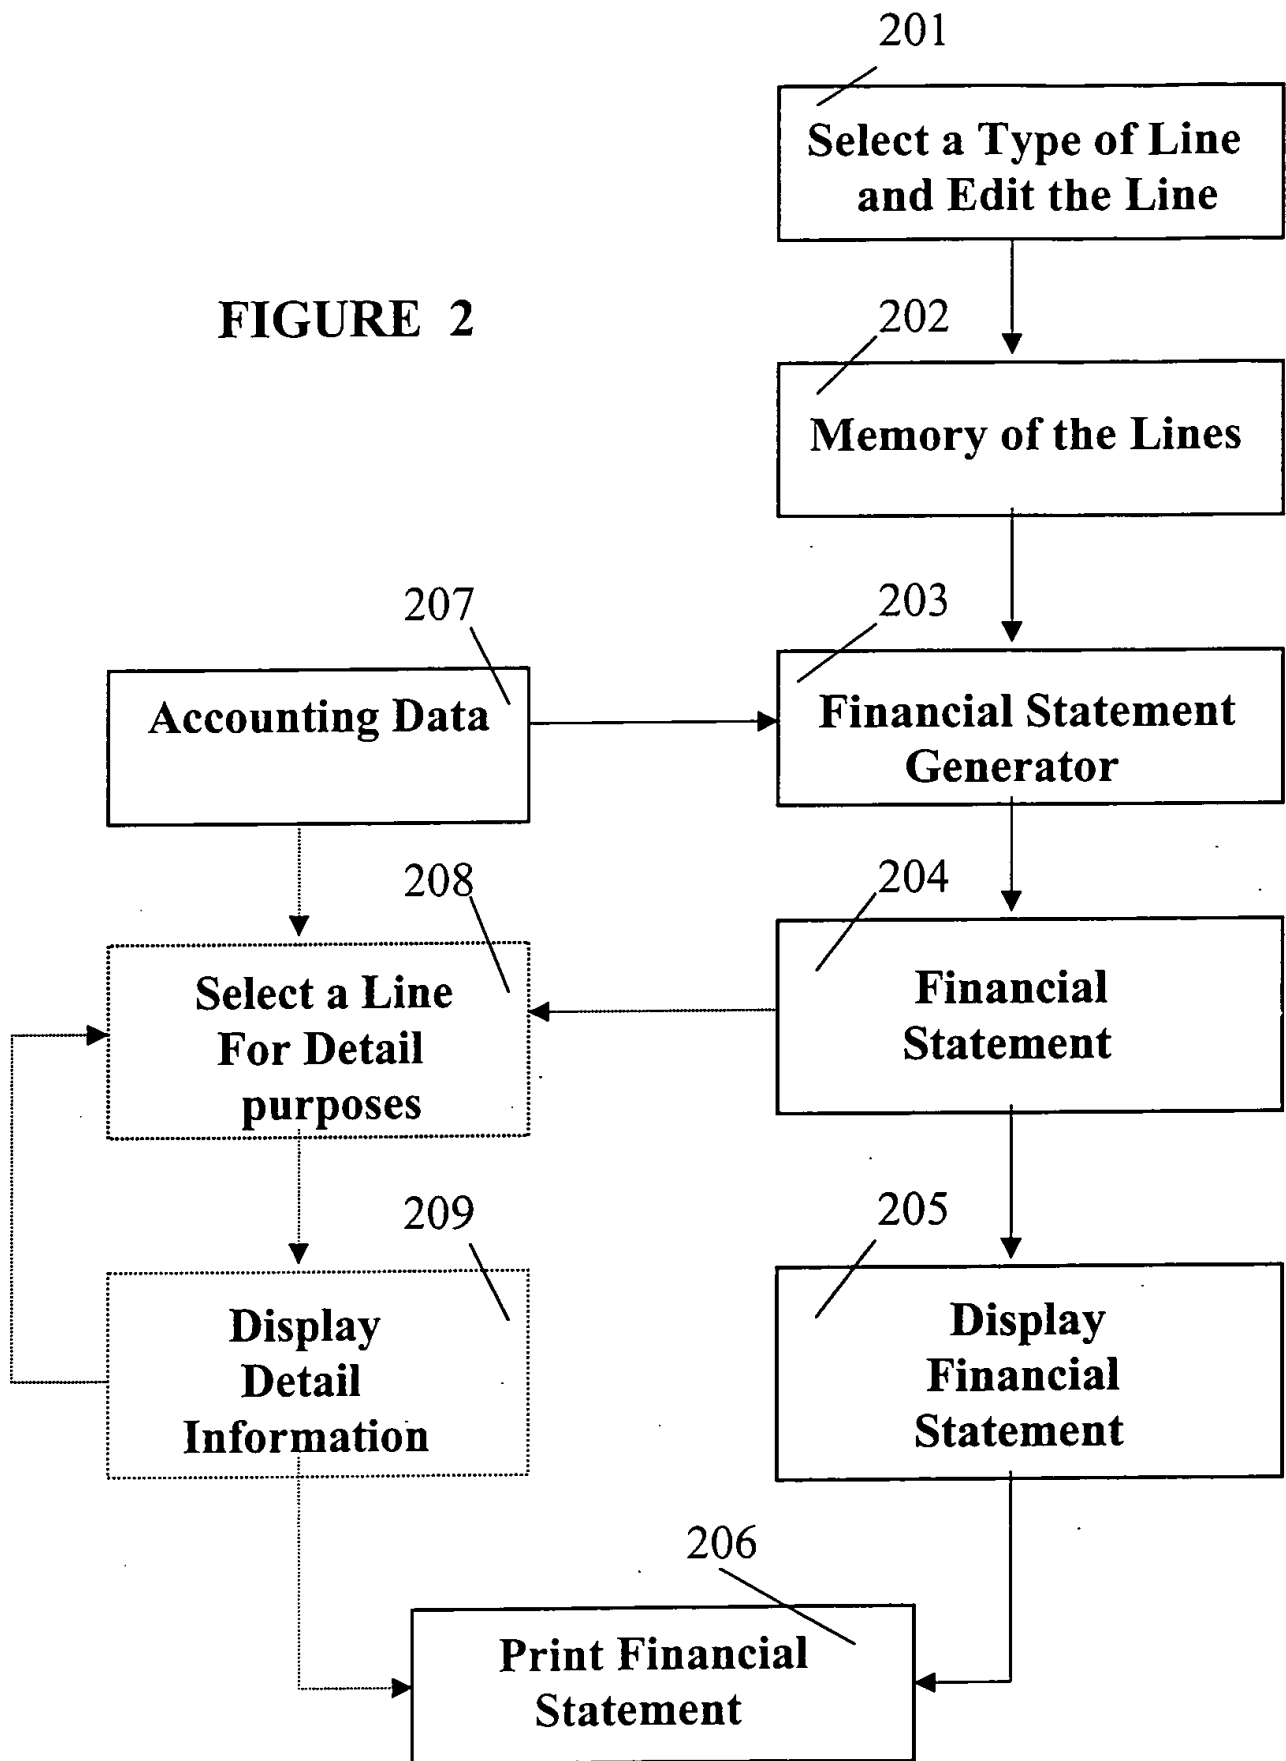 201
Select a Type of Line
and Edit the Line
FIGURE 2
202
Memory of the Lines
207
203
Accounting Data
Financial Statement
Generator
208
204
Select a Line
For Detail
purposes
Financial
Statement
209
205
Display
Detail
Information
Display
Financial
Statement
206
Print Financial
Statement